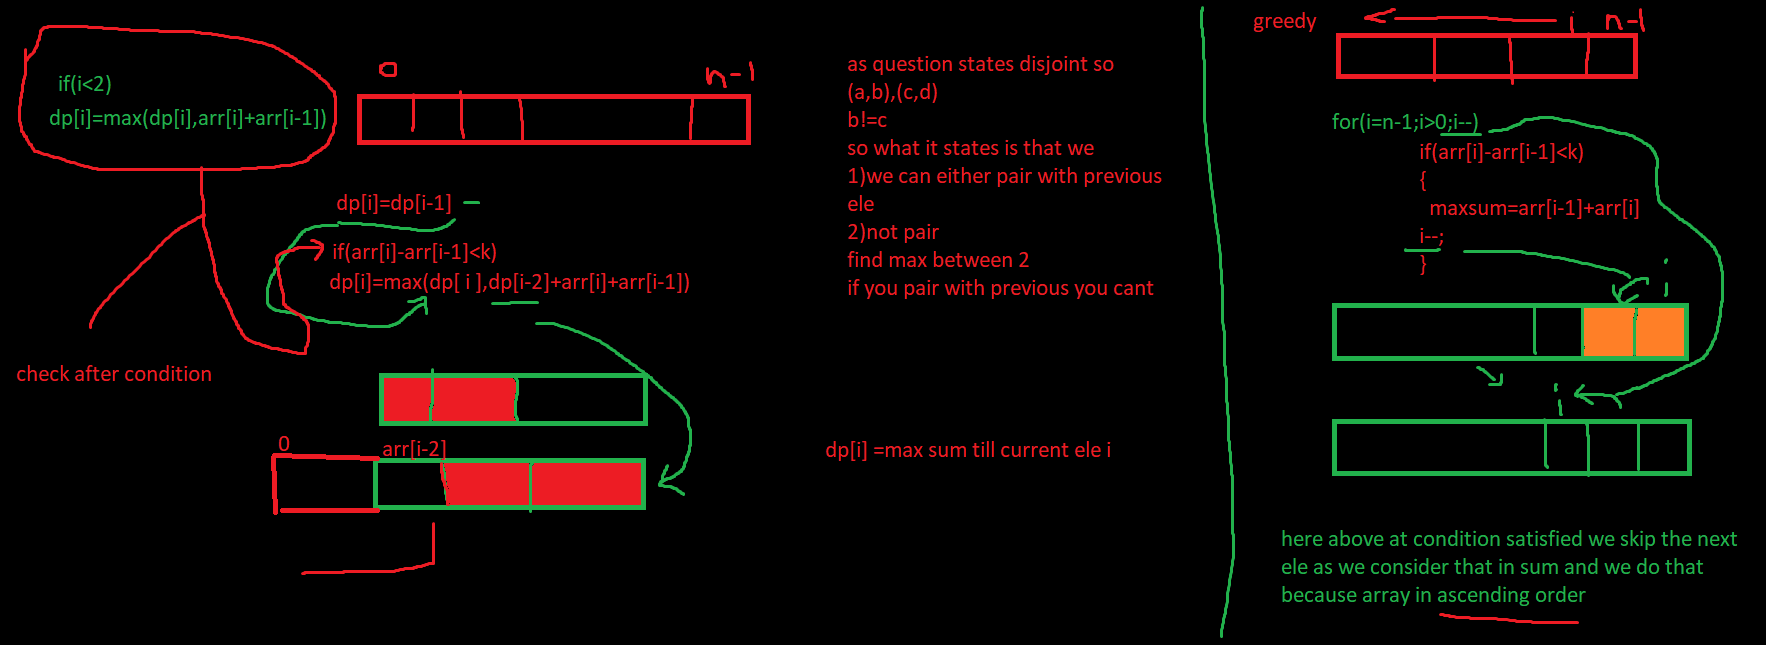 if(i<2)
dp[i]=max(dp[i],arr[i]+arr[i-1])
0
n-1
dp[i]=dp[i-1]
if(arr[i]-arr[i-1]<k)
dp[i]=max(dp[ i ],dp[i-2]+arr[i]+arr[i-1])
check after condition
0
arr[i-2]
as question states disjoint so
(a,b),(c,d)
b!=c
so what it states is that we
1)we can either pair with previous
ele
2)not pair
find max between 2
if you pair with previous you cant
dp[i] =max sum till current ele i
greedy
i
n-1
for(i=n-1;i>0;i--)
if(arr[i]-arr[i-1]<k)
{
maxsum=arr[i-1]+arr[i]
i--;
}
i
i
here above at condition satisfied we skip the next
ele as we consider that in sum and we do that
because array in ascending order